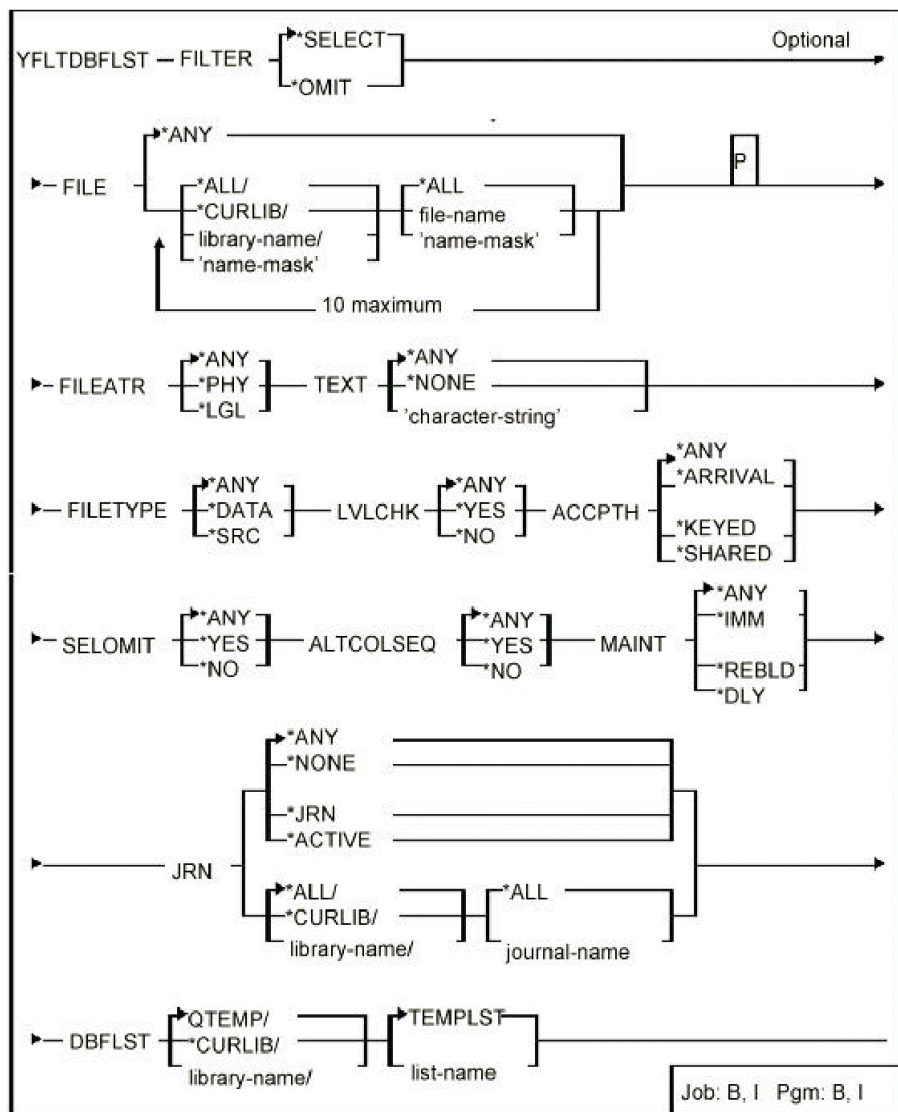 *SELECT
Optional
YFLTDBFLST FILTER
*OMIT
*ANY
P
FILE
*ALL/ *ALL
*CURLIB/ file-name
library-name/ 'name-mask'
'name-mask'
10 maximum
*ANY *ANY
FILEATR *PHY TEXT *NONE
*LGL 'character-string'
*ANY *ANY *ANY
*ARRIVAL
FILETYPE *DATA LVLCHK *YES ACCPTH
*SRC *NO *KEYED
*SHARED
*ANY *ANY *ANY
*IMM
SELOMIT *YES ALTCOLSEQ *YES MAINT
*NO *NO *REBLD
*DLY
*ANY
*NONE
*JRN
*ACTIVE
JRN
*ALL/ *ALL
*CURLIB/
library-name/ journal-name
QTEMP/ *TEMPLST
DBFLST *CURLIB/
library-name/ list-name
Job: B, I Pgm: B, I